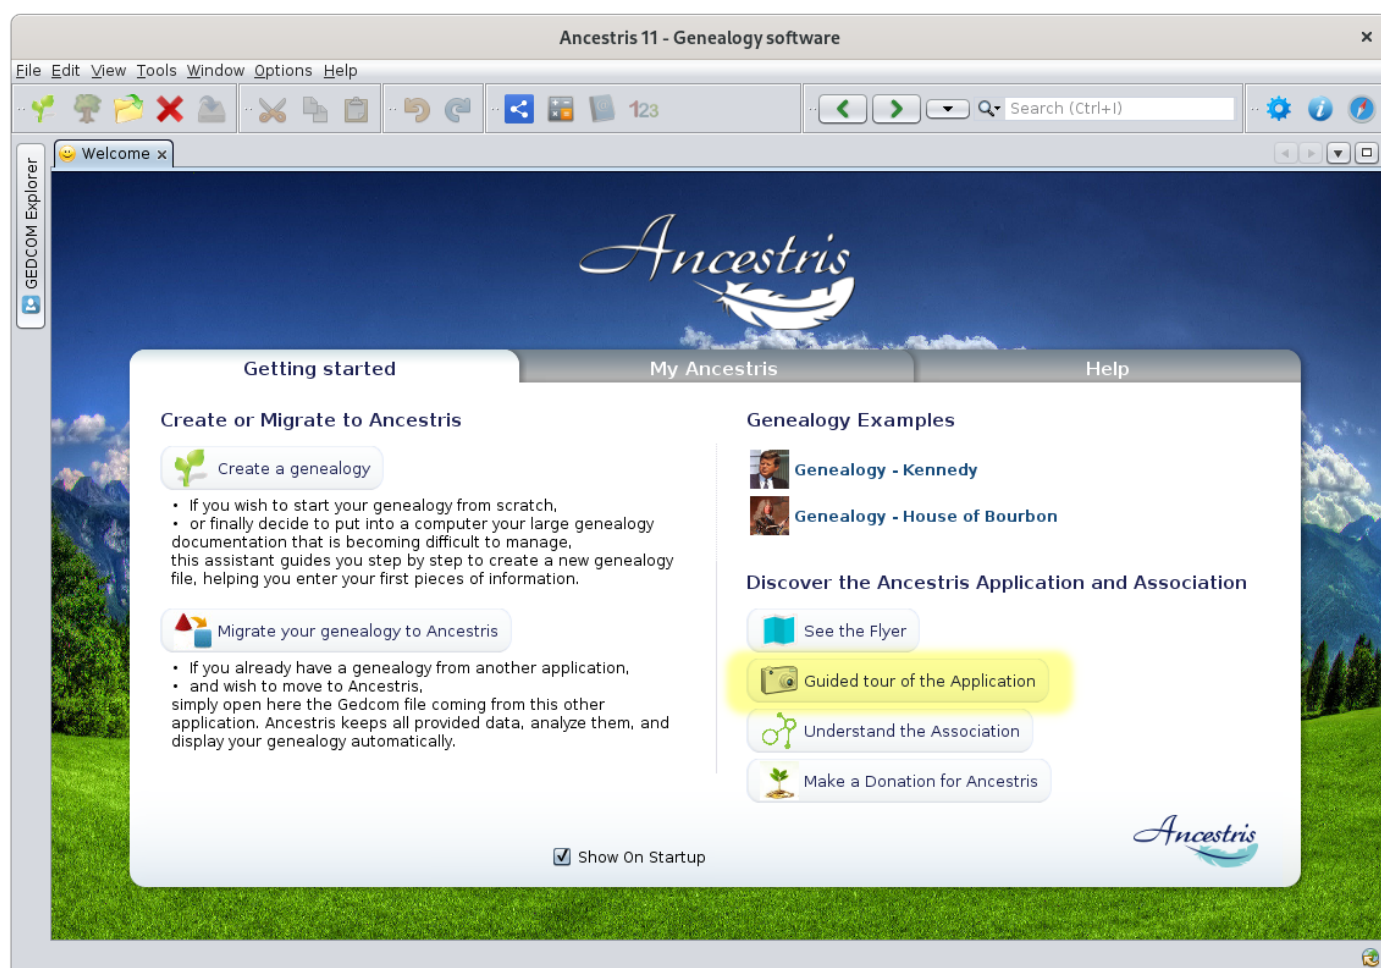 Ancestris 11 - Genealogy software
File Edit View Tools Window Options Help
123
Search (Ctrl+I)
Welcome
GEDCOM Explorer
Ancestris
Getting started
My Ancestris
Help
Create or Migrate to Ancestris
Create a genealogy
• If you wish to start your genealogy from scratch,
• or finally decide to put into a computer your large genealogy
documentation that is becoming difficult to manage,
this assistant guides you step by step to create a new genealogy
file, helping you enter your first pieces of information.
Migrate your genealogy to Ancestris
• If you already have a genealogy from another application,
• and wish to move to Ancestris,
simply open here the Gedcom file coming from this other
application. Ancestris keeps all provided data, analyze them, and
display your genealogy automatically.
Genealogy Examples
Genealogy - Kennedy
Genealogy - House of Bourbon
Discover the Ancestris Application and Association
See the Flyer
Guided tour of the Application
Understand the Association
Make a Donation for Ancestris
Ancestris
Show On Startup